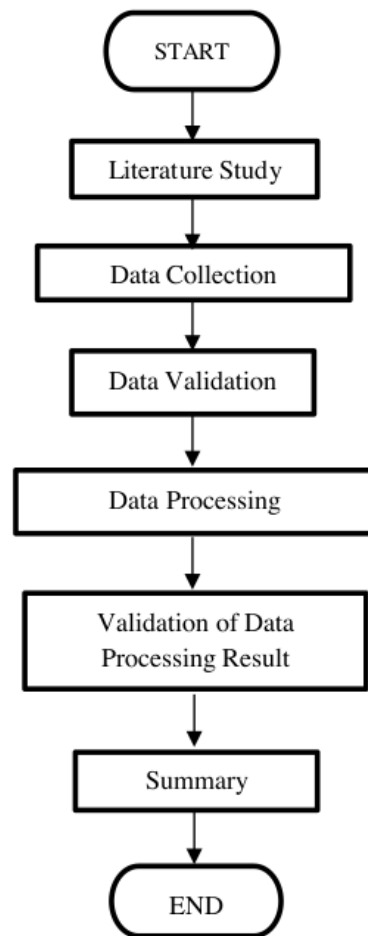 START
Literature Study
Data Collection
Data Validation
Data Processing
Validation of Data
Processing Result
Summary
END